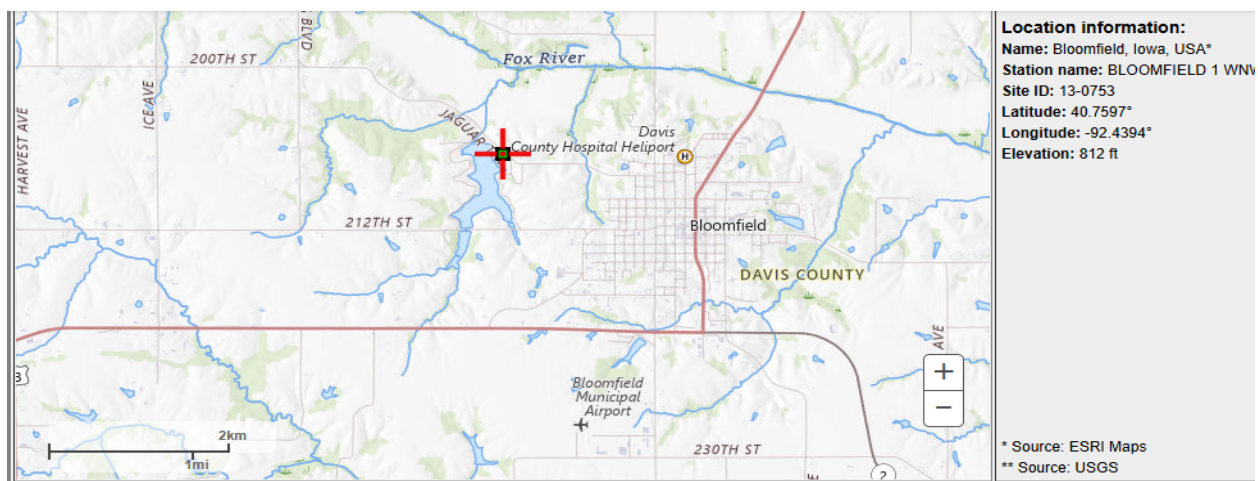 S BLVD
200TH ST
Fox River
ICE AVE
HARVEST AVE
JAGUAR
Davis
County Hospital Heliport
H
212TH ST
Bloomfield
DAVIS COUNTY
AVE
3
Bloomfield
Municipal
Airport
+
−
2km
1mi
230TH ST
E
2
Location information:
Name: Bloomfield, Iowa, USA*
Station name: BLOOMFIELD 1 WNW
Site ID: 13-0753
Latitude: 40.7597°
Longitude: -92.4394°
Elevation: 812 ft
* Source: ESRI Maps
** Source: USGS